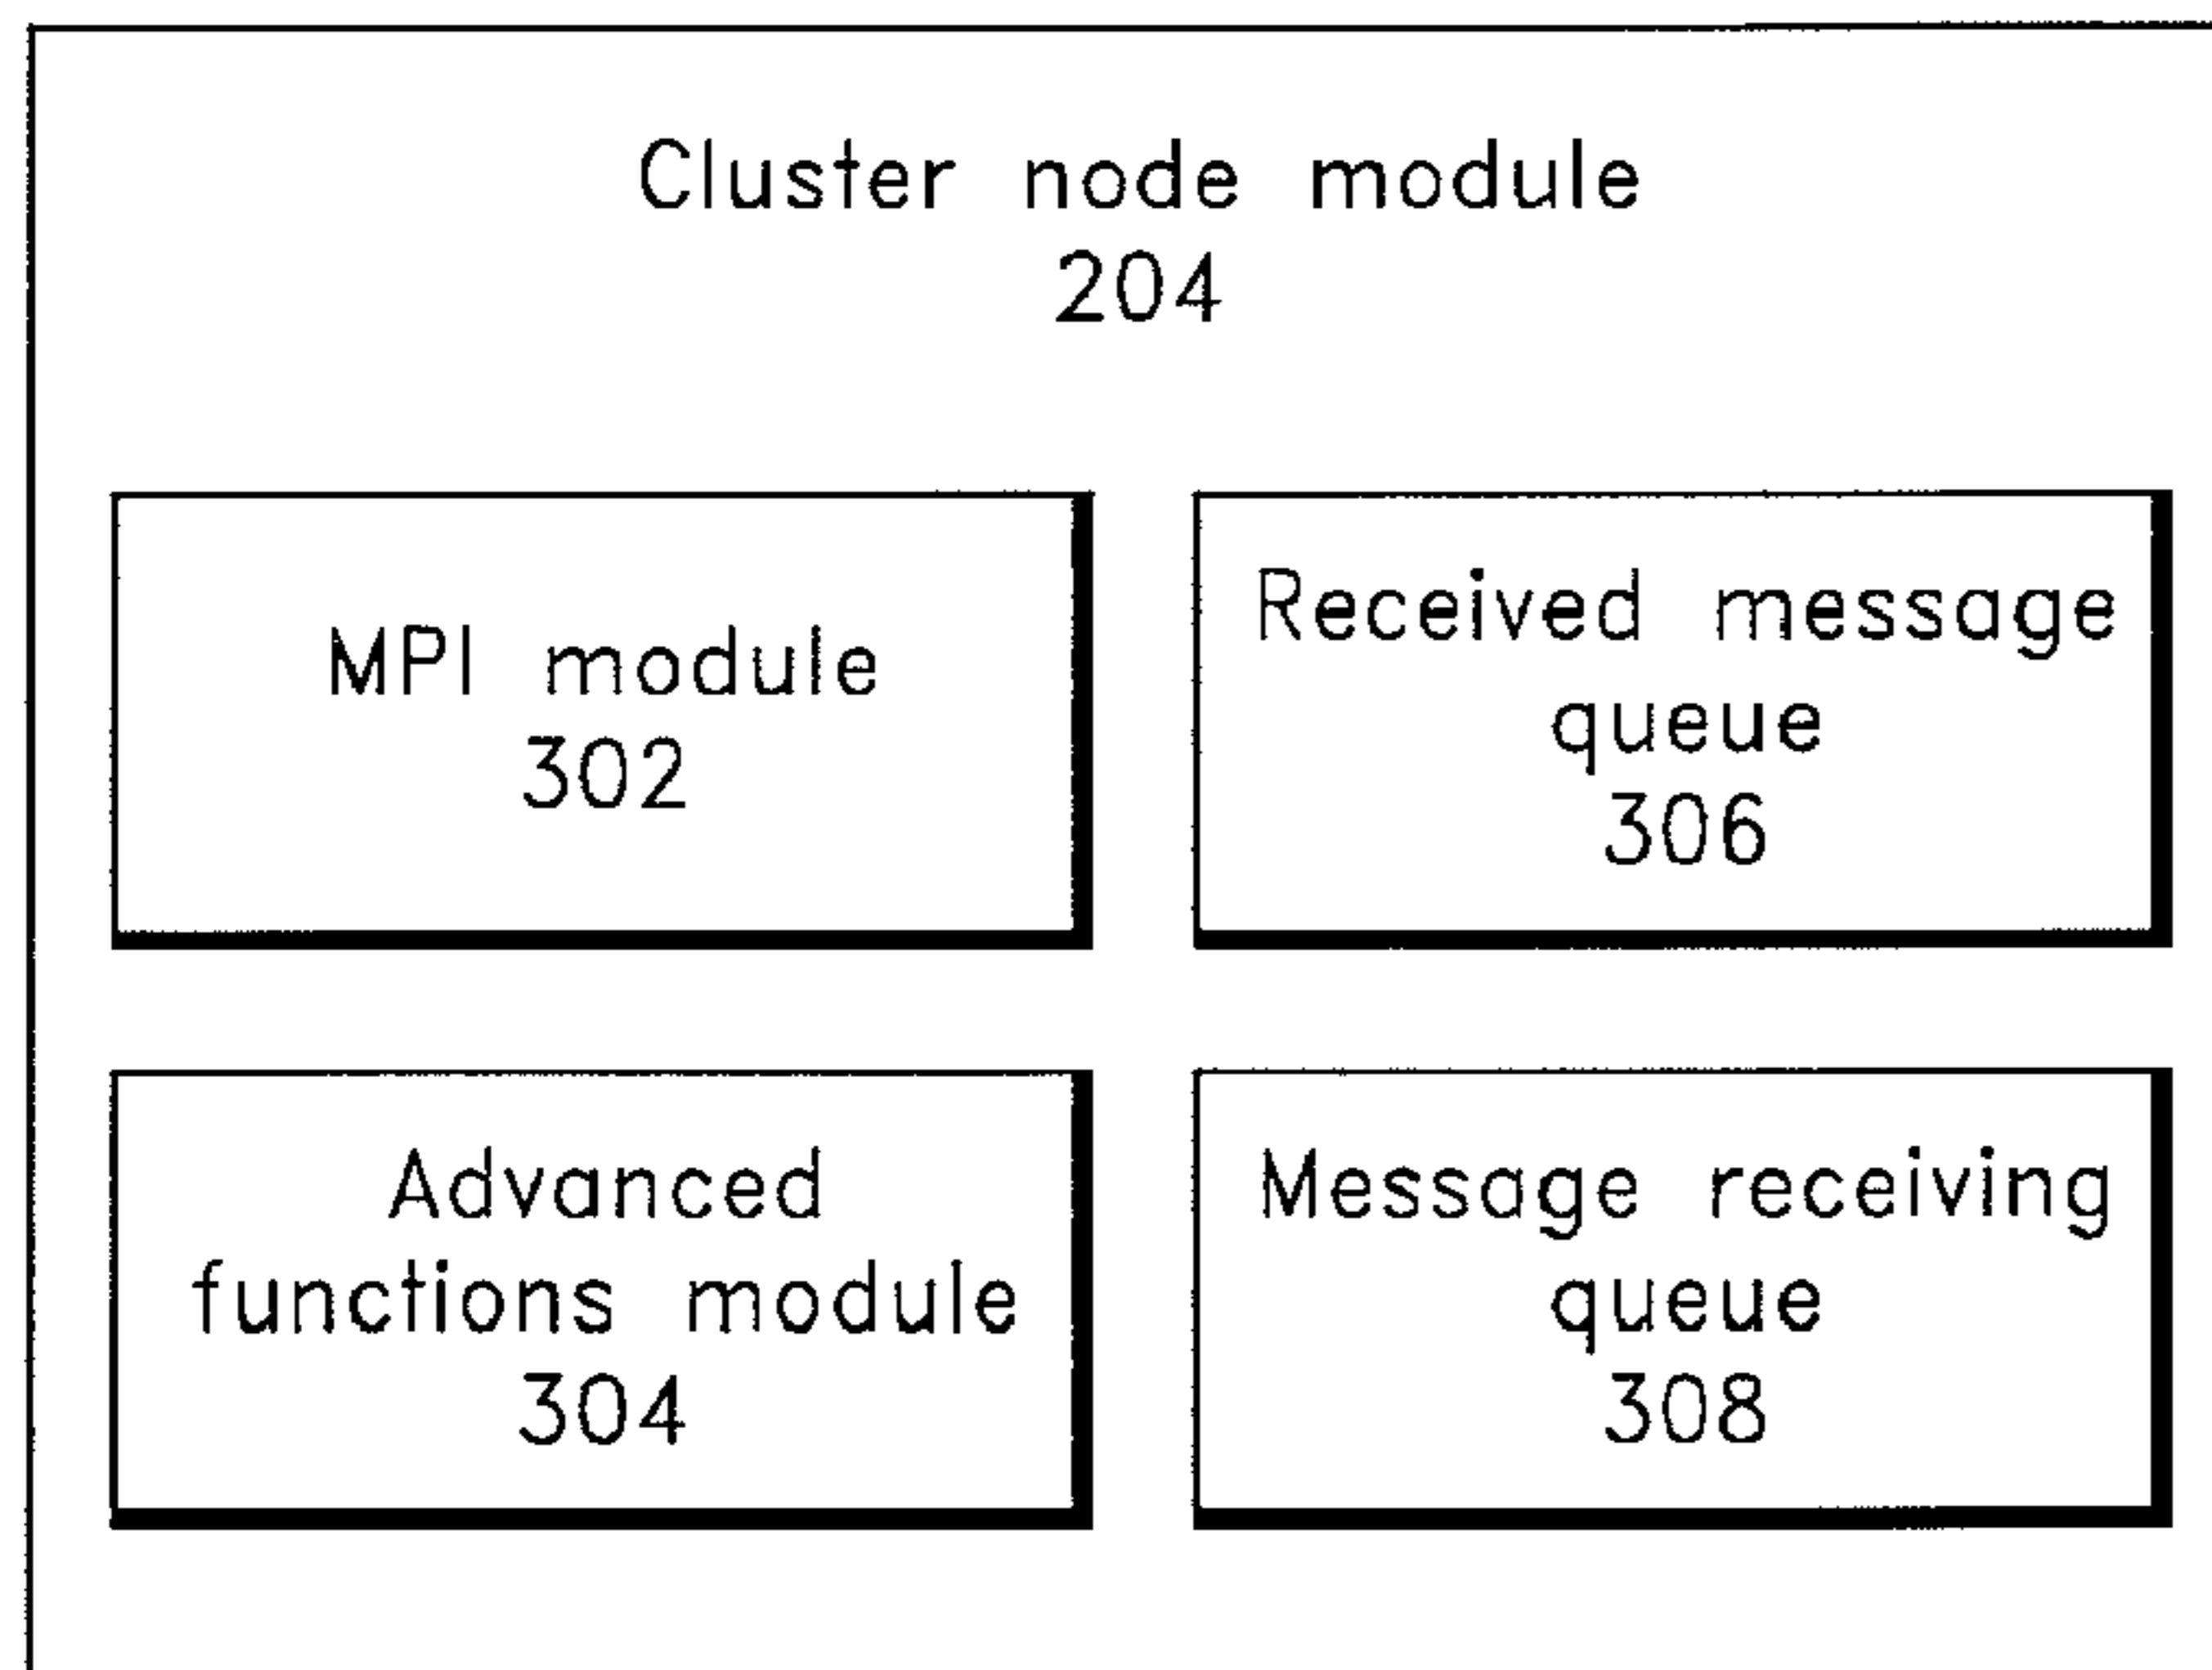 Cluster node module
204
MPI module
302
Received message
queue
306
Advanced
functions module
304
Message receiving
queue
308